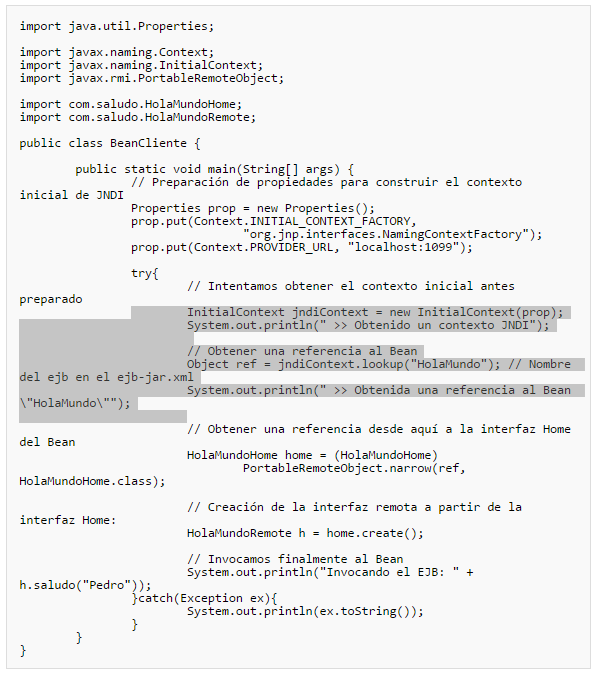 import java.util.Properties;
import javax.naming.Context;
import javax.naming.InitialContext;
import javax.rmi.PortableRemoteObject;
import com.saludo.HolaMundoHome;
import com.saludo.HolaMundoRemote;
public class BeanCliente {
public static void main(String[] args) {
// Preparación de propiedades para construir el contexto
inicial de JNDI
Properties prop = new Properties();
prop.put(Context.INITIAL_CONTEXT_FACTORY,
"org.jnp.interfaces.NamingContextFactory");
prop.put(Context.PROVIDER_URL, "localhost:1099");
try{
// Intentamos obtener el contexto inicial antes
preparado
InitialContext jndiContext = new InitialContext(prop);
System.out.println(" >> Obtenido un contexto JNDI");
// Obtener una referencia al Bean
Object ref = jndiContext.lookup("HolaMundo"); // Nombre
del ejb en el ejb-jar.xml
System.out.println(" >> Obtenida una referencia al Bean
\"HolaMundo\"");
// Obtener una referencia desde aquí a la interfaz Home
del Bean
HolaMundoHome home = (HolaMundoHome)
PortableRemoteObject.narrow(ref,
HolaMundoHome.class);
// Creación de la interfaz remota a partir de la
interfaz Home:
HolaMundoRemote h = home.create();
// Invocamos finalmente al Bean
System.out.println("Invocando el EJB: " +
h.saludo("Pedro"));
}catch(Exception ex){
System.out.println(ex.toString());
}
}
}